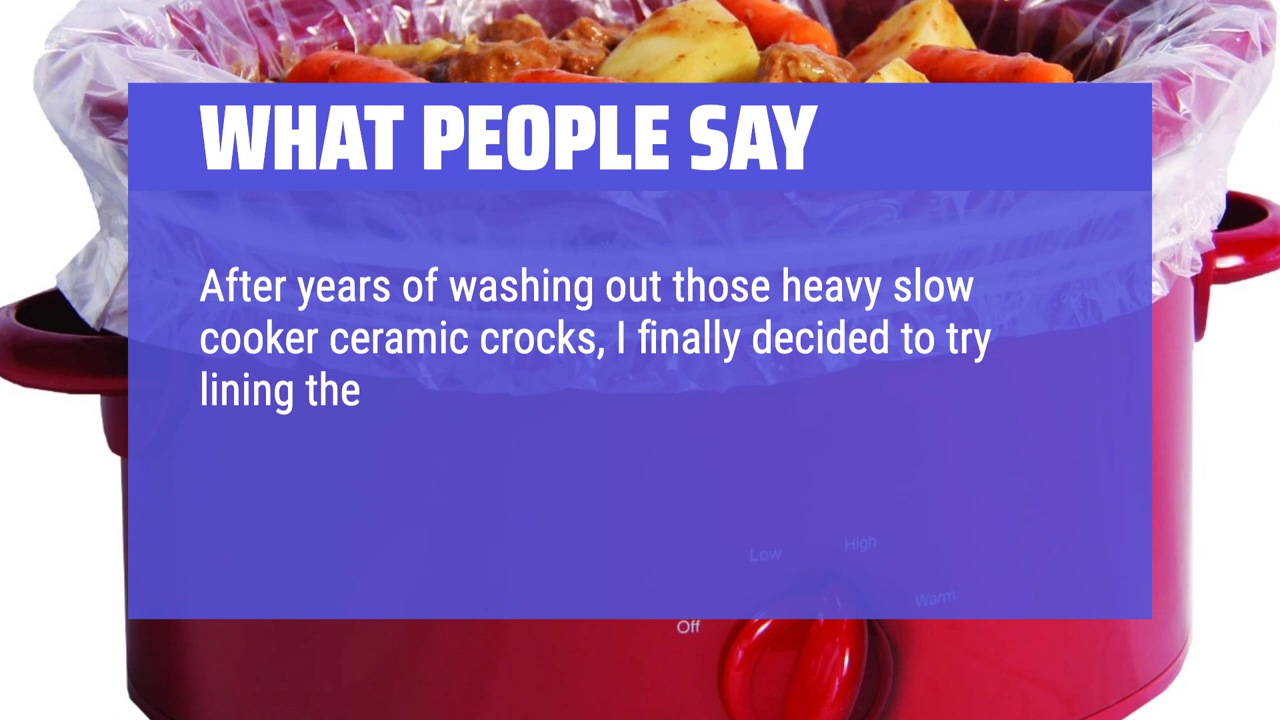 WHAT PEOPLE SAY
After years of washing out those heavy slow
cooker ceramic crocks, I finally decided to try
lining the
Low
High
Warm
Off